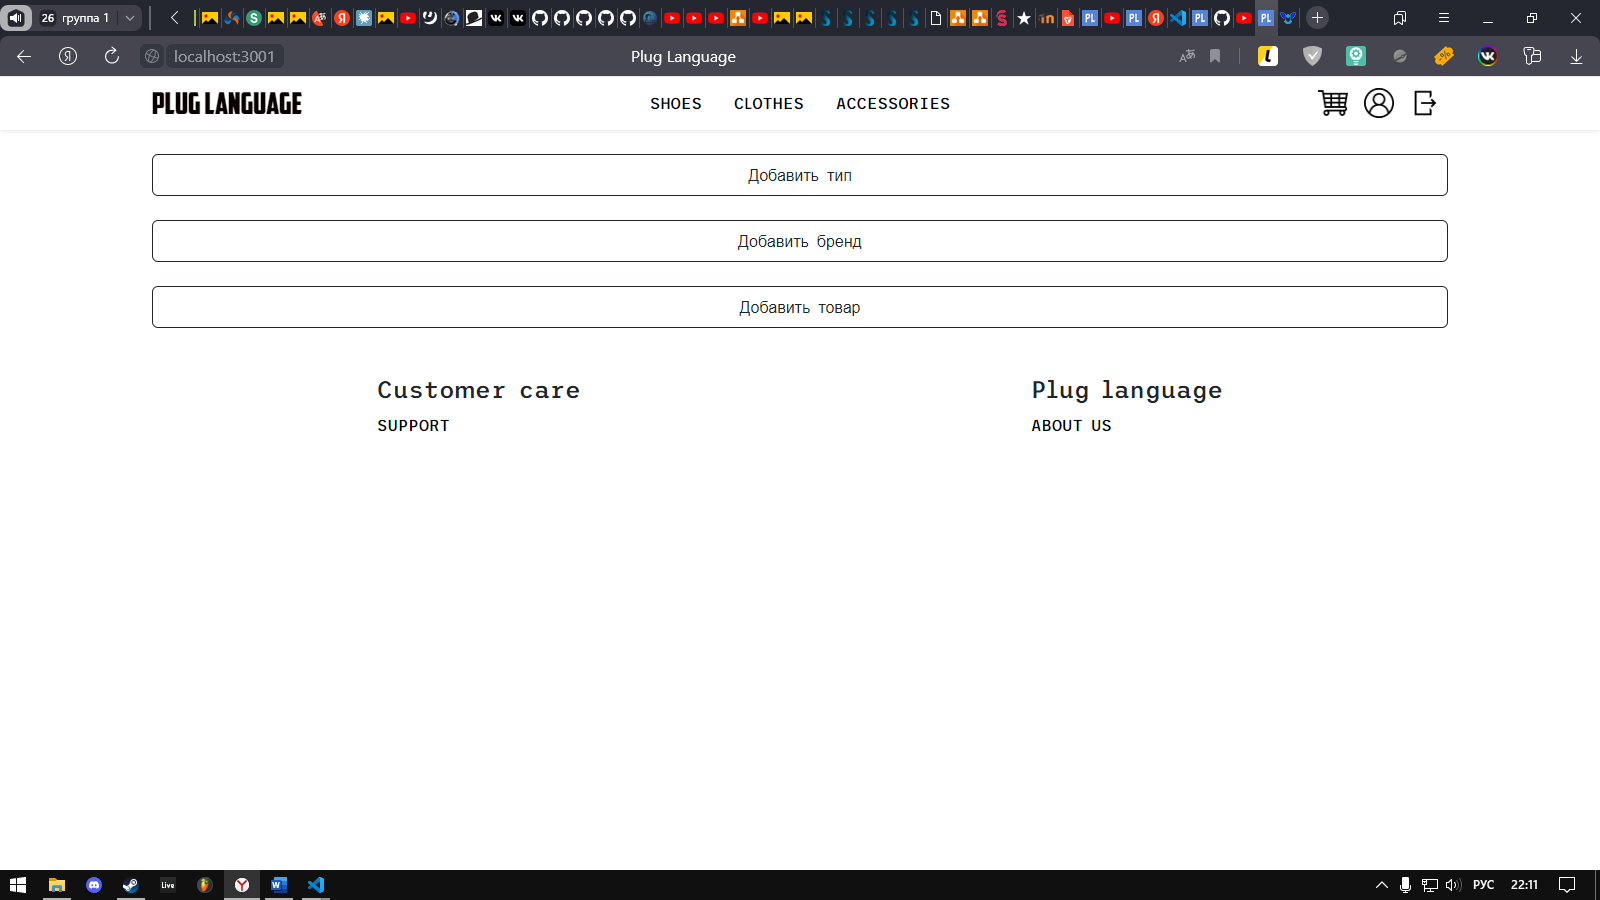 26 группа 1
localhost:3001
Plug Language
PLUG LANGUAGE
SHOES CLOTHES ACCESSORIES
Добавить тип
Добавить бренд
Добавить товар
Customer care
SUPPORT
Plug language
ABOUT US
РУС 22:11